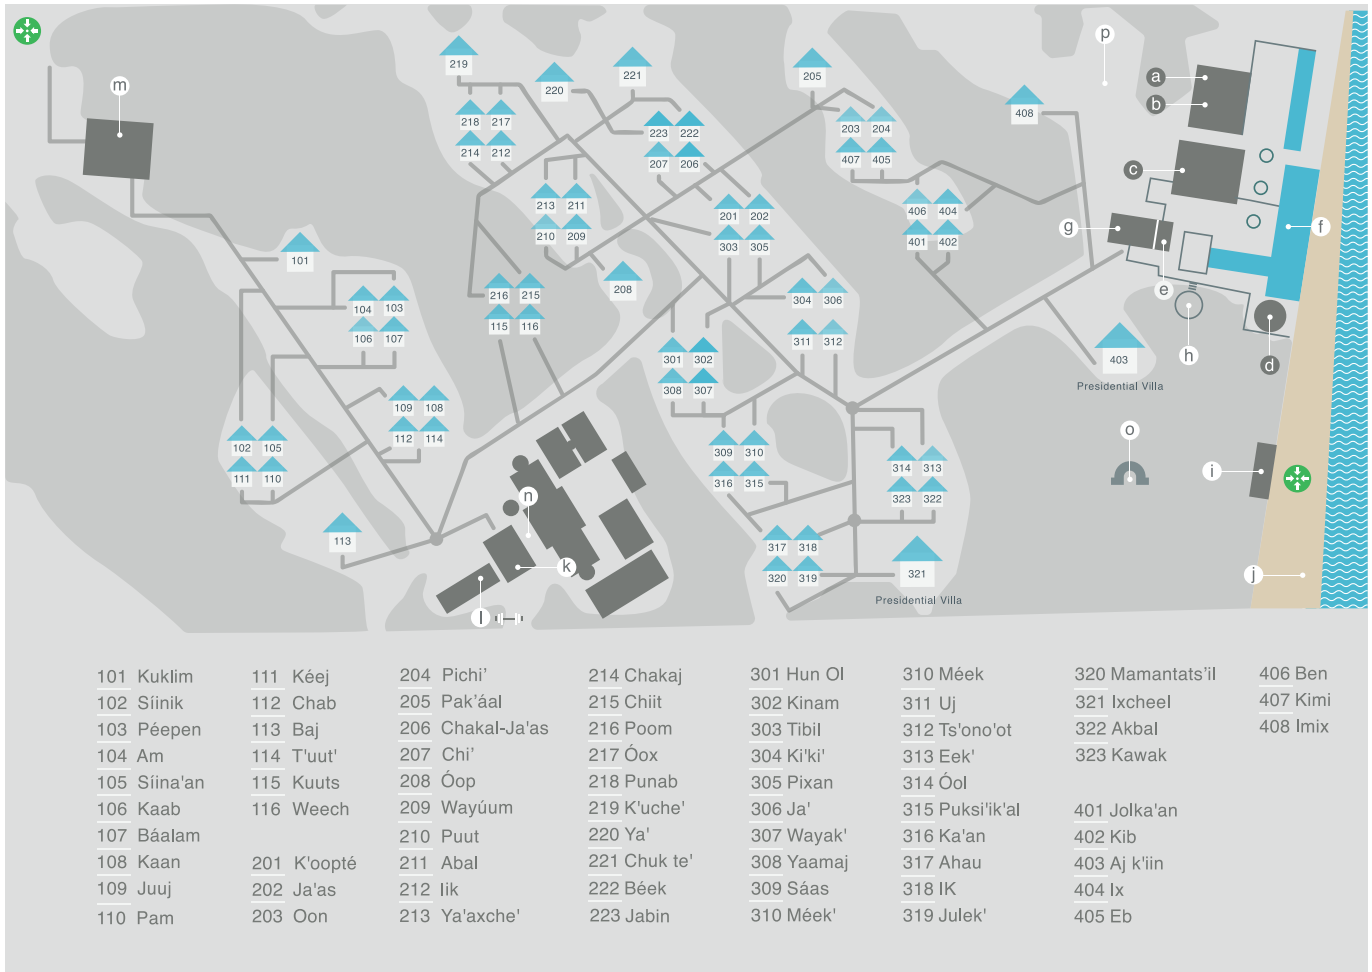 m
219
220
221
205
p
a
b
408
218 217
214 212
223 222
207 206
203 204
407 405
c
213 211
210 209
201 202
303 305
406 404
401 402
g
f
e
101
208
104 103
106 107
216 215
115 116
304 306
311 312
h
d
403
Presidential Villa
301 302
308 307
109 108
112 114
102 105
111 110
309 310
316 315
314 313
323 322
o
i
n
113
k
l
317 318
320 319
321
Presidential Villa
j
101 Kuklim
102 Síinik
103 Péepen
104 Am
105 Síina'an
106 Kaab
107 Báalam
108 Kaan
109 Juuj
110 Pam
111 Kéej
112 Chab
113 Baj
114 T'uut'
115 Kuuts
116 Weech
201 K'oopté
202 Ja'as
203 Oon
204 Pichi'
205 Pak'áal
206 Chakal-Ja'as
207 Chi'
208 Óop
209 Wayúum
210 Puut
211 Abal
212 Iik
213 Ya'axche'
214 Chakaj
215 Chiit
216 Poom
217 Óox
218 Punab
219 K'uche'
220 Ya'
221 Chuk te'
222 Béek
223 Jabin
301 Hun Ol
302 Kinam
303 Tibil
304 Ki'ki'
305 Pixan
306 Ja'
307 Wayak'
308 Yaamaj
309 Sáas
310 Méek'
310 Méek
311 Uj
312 Ts'ono'ot
313 Eek'
314 Óol
315 Puksi'ik'al
316 Ka'an
317 Ahau
318 IK
319 Julek'
320 Mamantats'il
321 Ixcheel
322 Akbal
323 Kawak
401 Jolka'an
402 Kib
403 Aj k'iin
404 Ix
405 Eb
406 Ben
407 Kimi
408 Imix